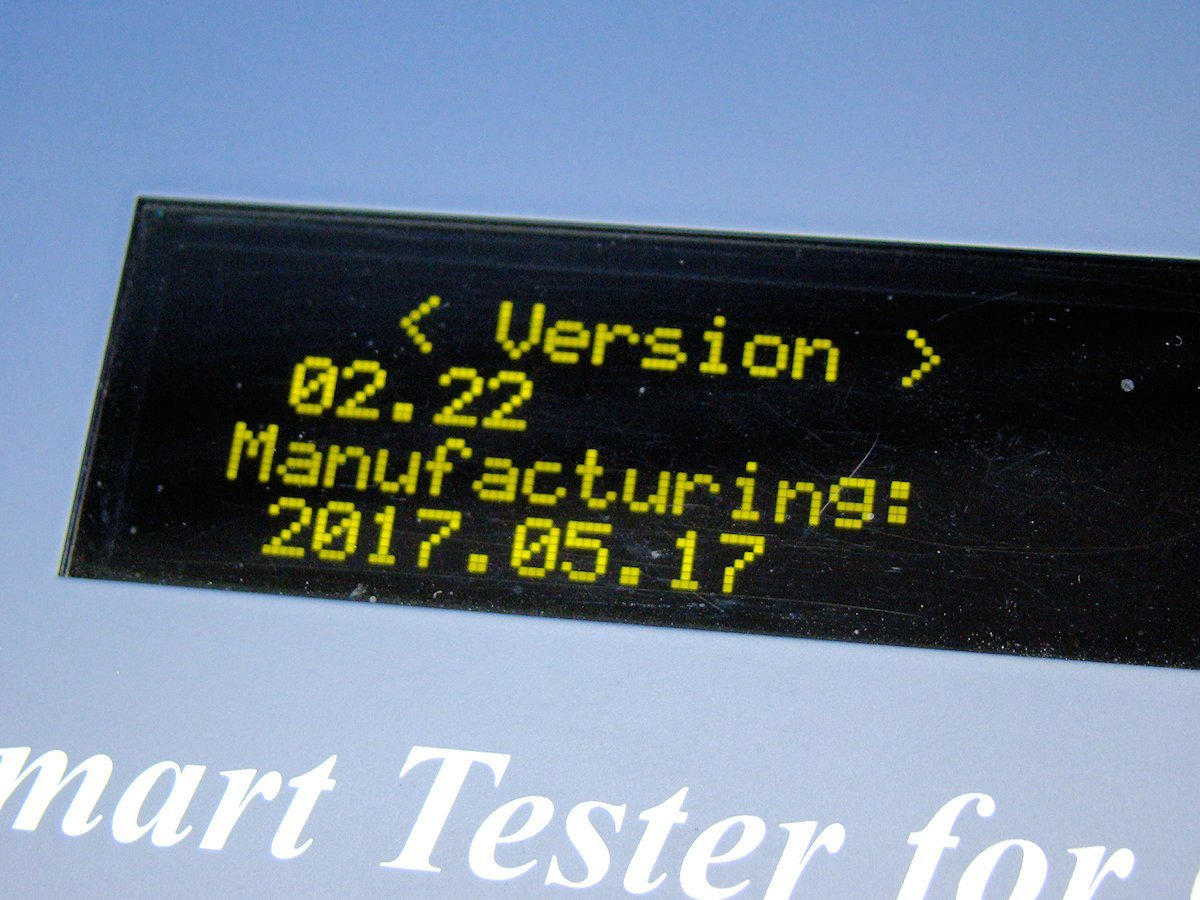 < Version >
02.22
Manufacturing:
2017.05.17
mart Tester for